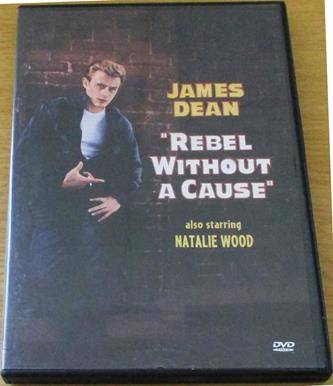 JAMES
DEAN
"REBEL
WITHOUT
A CAUSE"
also starring
NATALIE WOOD
DVD